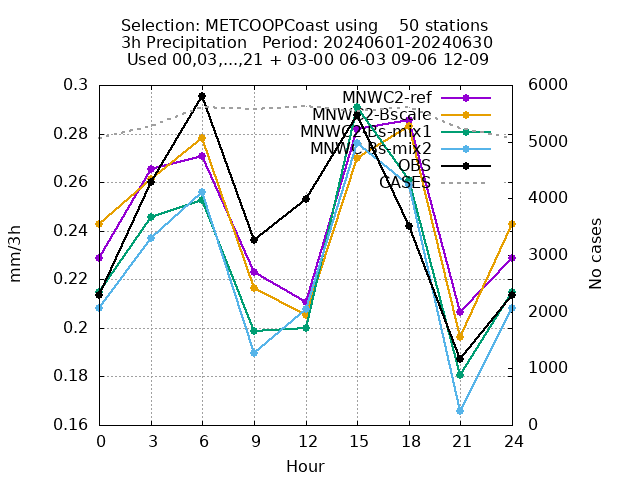 Selection: METCOOPCoast using    50 stations
3h Precipitation   Period: 20240601-20240630
Used 00,03,...,21 + 03-00 06-03 09-06 12-09
MNWC2-ref
MNWC2-Bscale
MNWC2-Bs-mix1
MNWC-Bs-mix2
OBS
CASES
mm/3h
0.3
0.28
0.26
0.24
0.22
0.2
0.18
0.16
No cases
6000
5000
4000
3000
2000
1000
0
0 3 6 9 12 15 18 21 24
Hour